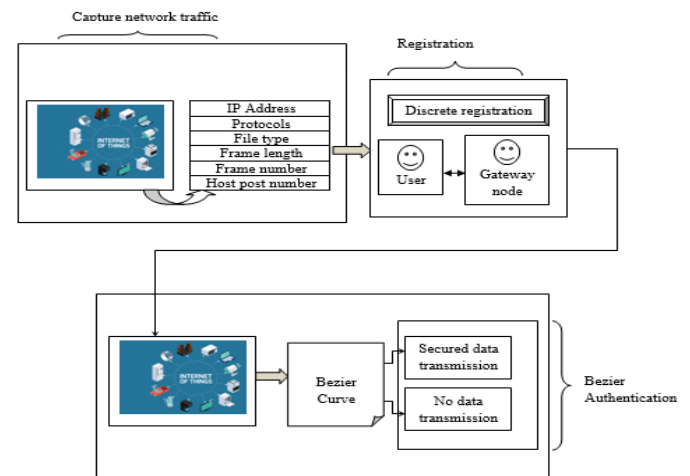 Capture network traffic
Registration
INTERNET
OF THINGS
IP Address
Protocols
File type
Frame length
Frame number
Host post number
Discrete registration
User
Gateway
node
INTERNET
OF THINGS
Bezier
Curve
Secured data
transmission
No data
transmission
Bezier
Authentication